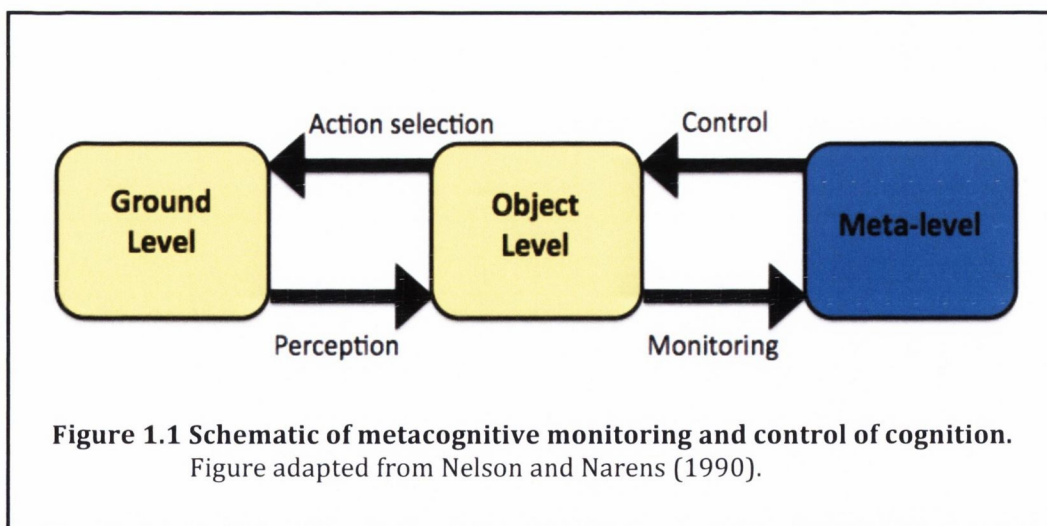 Action selection
Control
Ground
Level
Object
Level
Meta-level
Perception
Monitoring
Figure 1.1 Schematic of metacognitive monitoring and control of cognition.
Figure adapted from Nelson and Narens (1990).